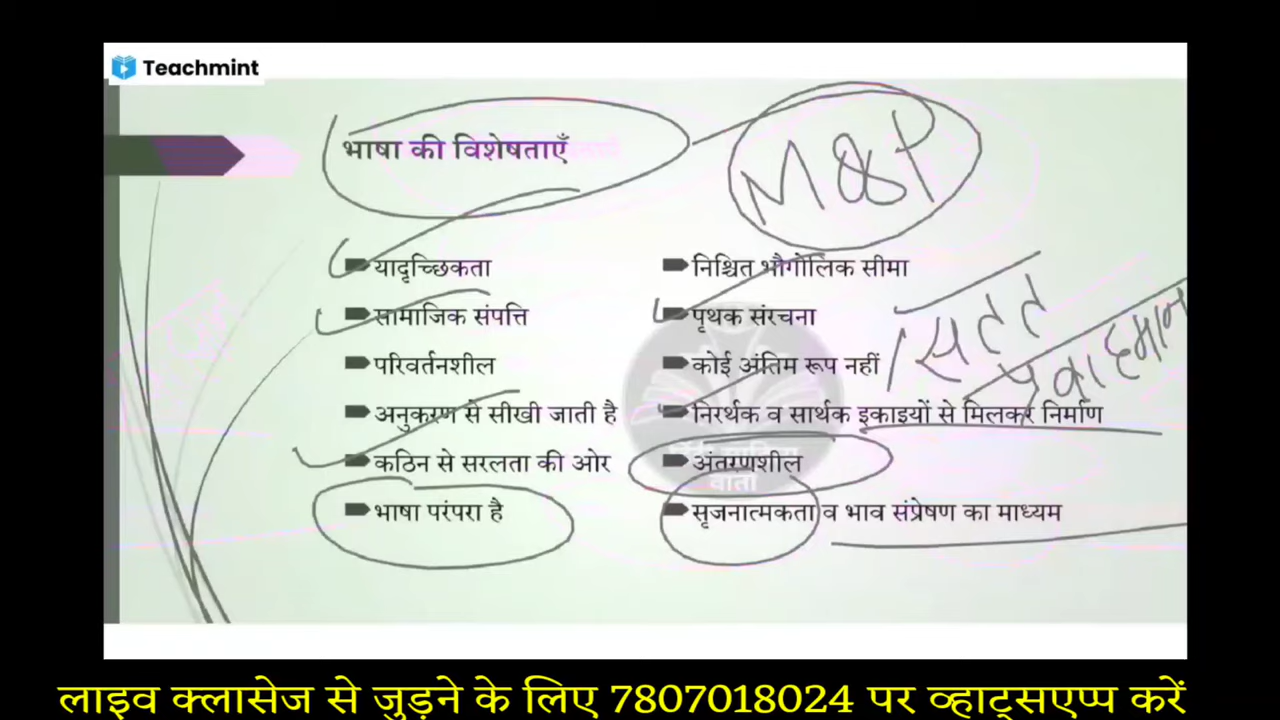 Teachmint
भाषा की विशेषताएँ
M & P
यादृच्छिकता
सामाजिक संपत्ति
परिवर्तनशील
अनुकरण से सीखी जाती है
कठिन से सरलता की ओर
भाषा परंपरा है
निश्चित भौगोलिक सीमा
पृथक संरचना
कोई अंतिम रूप नहीं
सतत
प्रवाहमान
निरर्थक व सार्थक इकाइयों से मिलकर निर्माण
अंतरणशील
वार्ता
सृजनात्मकता व भाव संप्रेषण का माध्यम
लाइव क्लासेज से जुड़ने के लिए 7807018024 पर व्हाट्सएप्प करें